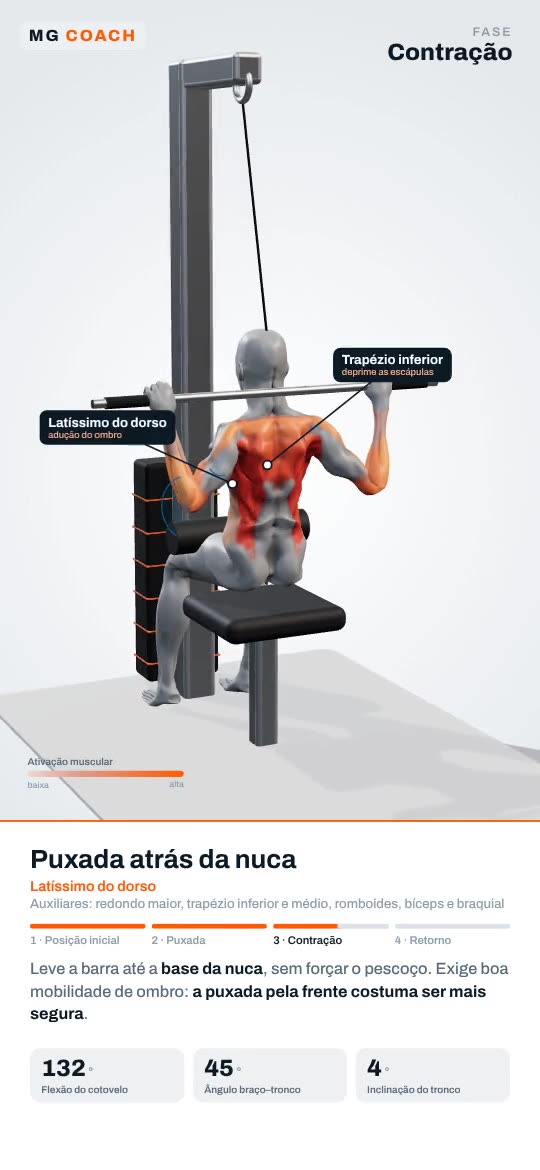 MG COACH
FASE
Contração
Trapézio inferior
deprime as escápulas
Latíssimo do dorso
adução do ombro
Ativação muscular
baixa alta
Puxada atrás da nuca
Latíssimo do dorso
Auxiliares: redondo maior, trapézio inferior e médio, romboides, bíceps e braquial
1 · Posição inicial 2 · Puxada 3 · Contração 4 · Retorno
Leve a barra até a base da nuca, sem forçar o pescoço. Exige boa
mobilidade de ombro: a puxada pela frente costuma ser mais
segura.
132° 45° 4°
Flexão do cotovelo Ângulo braço–tronco Inclinação do tronco